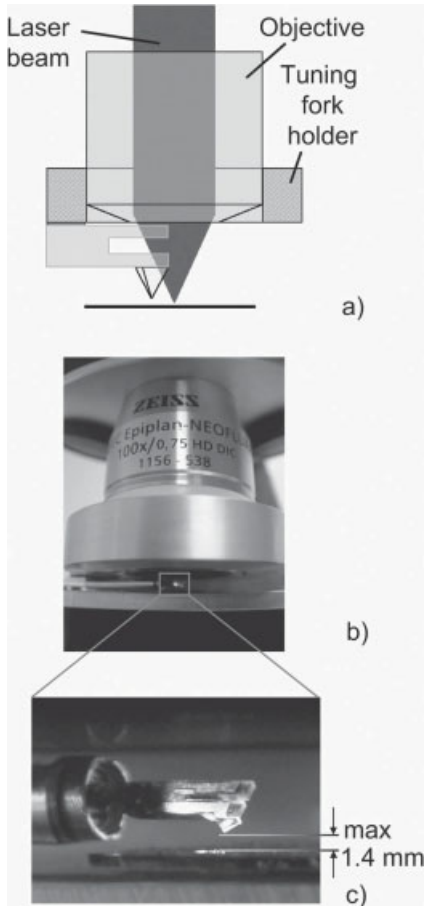 Laser
beam
Objective
Tuning
fork
holder
a)
ZEISS
Epiplan-NEOFLU
100x/0,75 HD DIC
1156-538
b)
max
1.4 mm
c)